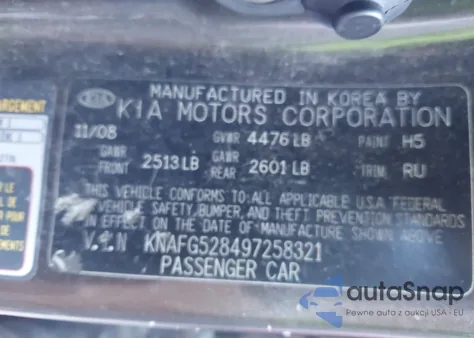 MANUFACTURED IN KOREA BY
KIA KIA MOTORS CORPORATION
11/08 GVWR 4476 LB PAINT H5
GAWR FRONT 2513 LB GAWR REAR 2601 LB TRIM RU
THIS VEHICLE CONFORMS TO ALL APPLICABLE U.S.A. FEDERAL
VEHICLE SAFETY, BUMPER, AND THEFT PREVENTION STANDARDS
IN EFFECT ON THE DATE OF MANUFACTURE SHOWN ABOVE
V.I.N KNAFG528497258321
PASSENGER CAR
autoSnap
Pewne auta z aukcji USA - EU